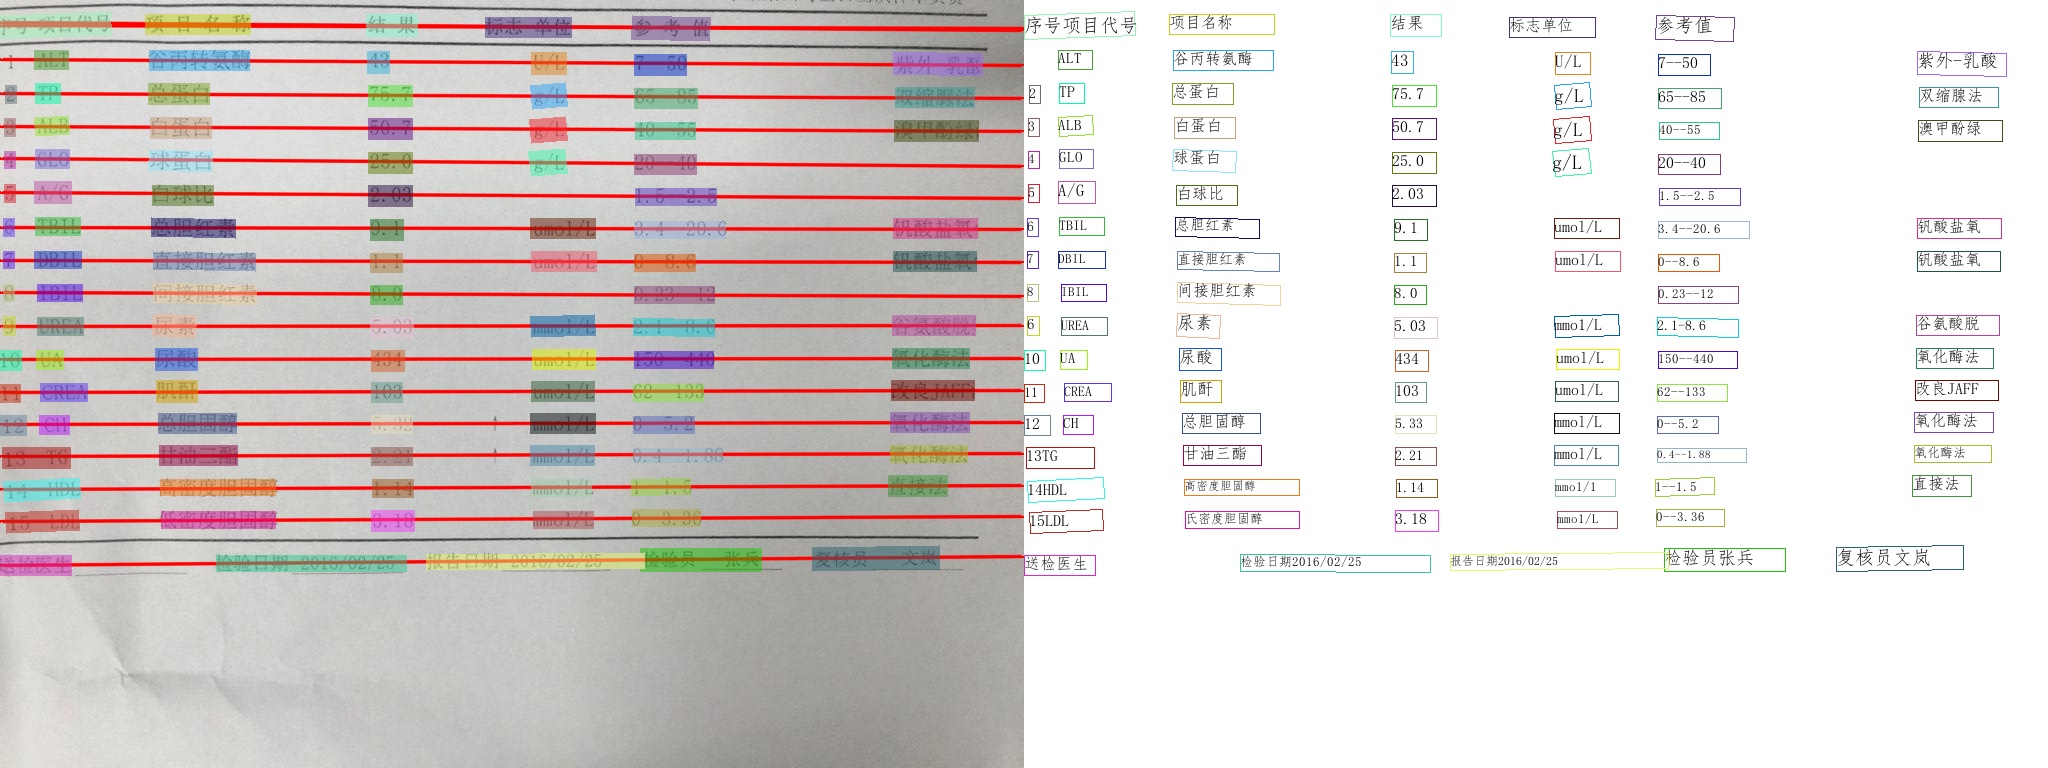 序号 项目代号 项目名称 结果 标志 单位 参考值
1 ALT 谷丙转氨酶 43 U/L 7--50 紫外-乳酸
2 TP 总蛋白 75.7 g/L 65--85 双缩脲法
3 ALB 白蛋白 50.7 g/L 40--55 溴甲酚绿
4 GLO 球蛋白 25.0 g/L 20--40
5 A/G 白球比 2.03 1.5--2.5
6 TBIL 总胆红素 9.1 umol/L 3.4--20.6 钒酸盐氧
7 DBIL 直接胆红素 1.1 umol/L 0--8.6 钒酸盐氧
8 IBIL 间接胆红素 8.0 0.23--12
9 UREA 尿素 5.03 mmol/L 2.1--8.6 谷氨酸脱
10 UA 尿酸 434 umol/L 150--440 氧化酶法
11 CREA 肌酐 103 umol/L 62--133 改良JAFF
12 CH 总胆固醇 ↑ mmol/L 0--5.2 氧化酶法
13 TG 甘油三酯 2.21 ↑ mmol/L 0.4--1.88 氧化酶法
14 HDL 高密度胆固醇 1.14 mmol/L 1--1.5 直接法
15 LDL 低密度胆固醇 3.18 mmol/L 0--3.36
送检医生 检验日期 2016/02/25 报告日期 2016/02/25 检验员 张兵 复核员 文岚
序号项目代号 项目名称 结果 标志单位 参考值
ALT 谷丙转氨酶 43 U/L 7--50 紫外-乳酸
2 TP 总蛋白 75.7 g/L 65--85 双缩腺法
3 ALB 白蛋白 50.7 g/L 40--55 澳甲酚绿
4 GLO 球蛋白 25.0 g/L 20--40
5 A/G 白球比 2.03 1.5--2.5
6 TBIL 总胆红素 9.1 umol/L 3.4--20.6 钒酸盐氧
7 DBIL 直接胆红素 1.1 umol/L 0--8.6 钒酸盐氧
8 IBIL 间接胆红素 8.0 0.23--12
6 UREA 尿素 5.03 mmol/L 2.1-8.6 谷氨酸脱
10 UA 尿酸 434 umol/L 150--440 氧化酶法
11 CREA 肌酐 103 umol/L 62--133 改良JAFF
12 CH 总胆固醇 5.33 mmol/L 0--5.2 氧化酶法
13TG 甘油三酯 2.21 mmol/L 0.4--1.88 氧化酶法
14HDL 高密度胆固醇 1.14 mmol/1 1--1.5 直接法
15LDL 氏密度胆固醇 3.18 mmol/L 0--3.36
送检医生 检验日期2016/02/25 报告日期2016/02/25 检验员张兵 复核员文岚